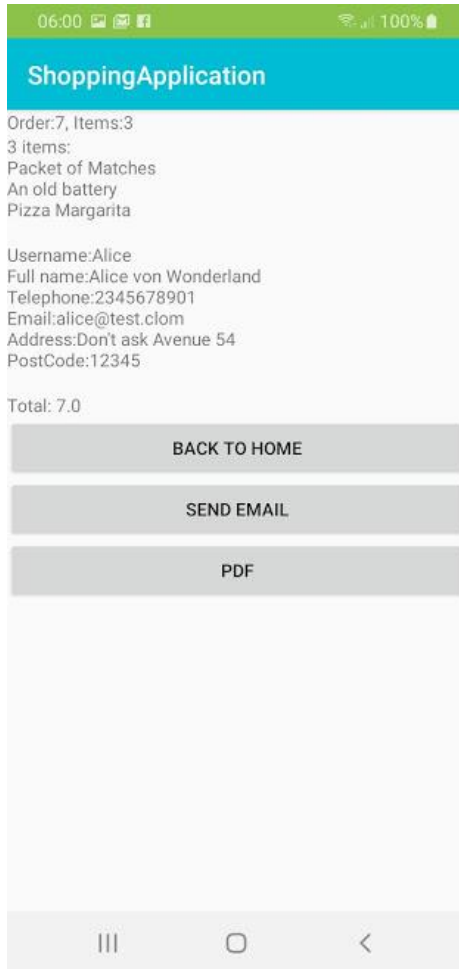 06:00 100%
ShoppingApplication
Order:7, Items:3
3 items:
Packet of Matches
An old battery
Pizza Margarita
Username:Alice
Full name:Alice von Wonderland
Telephone:2345678901
Email:alice@test.clom
Address:Don't ask Avenue 54
PostCode:12345
Total: 7.0
BACK TO HOME
SEND EMAIL
PDF